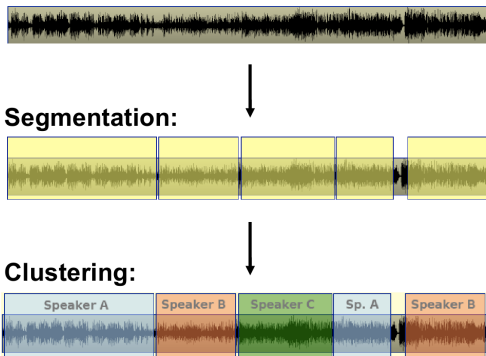 Segmentation:
Clustering:
Speaker A Speaker B Speaker C Sp. A Speaker B